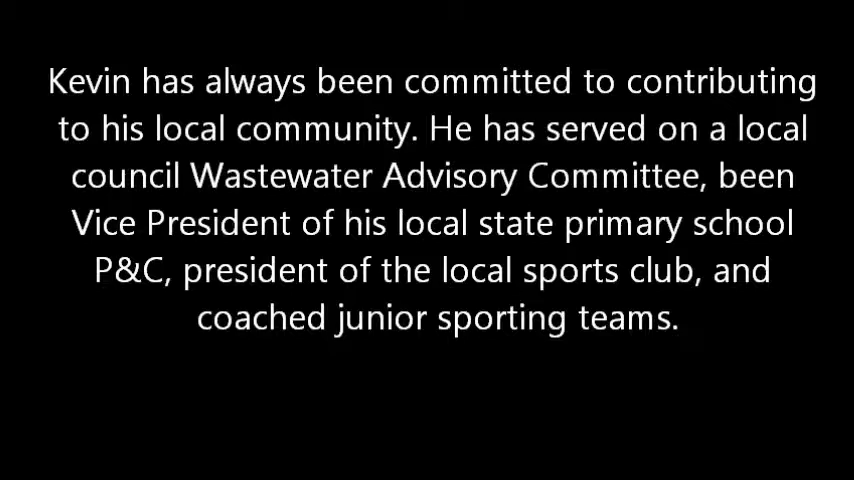 Kevin has always been committed to contributing
to his local community. He has served on a local
council Wastewater Advisory Committee, been
Vice President of his local state primary school
P&C, president of the local sports club, and
coached junior sporting teams.